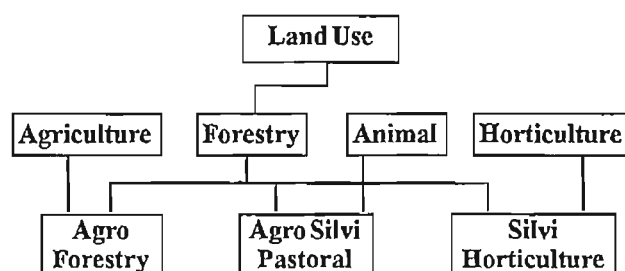 Land Use
Agriculture
Forestry
Animal
Horticulture
Agro
Forestry
Agro Silvi
Pastoral
Silvi
Horticulture